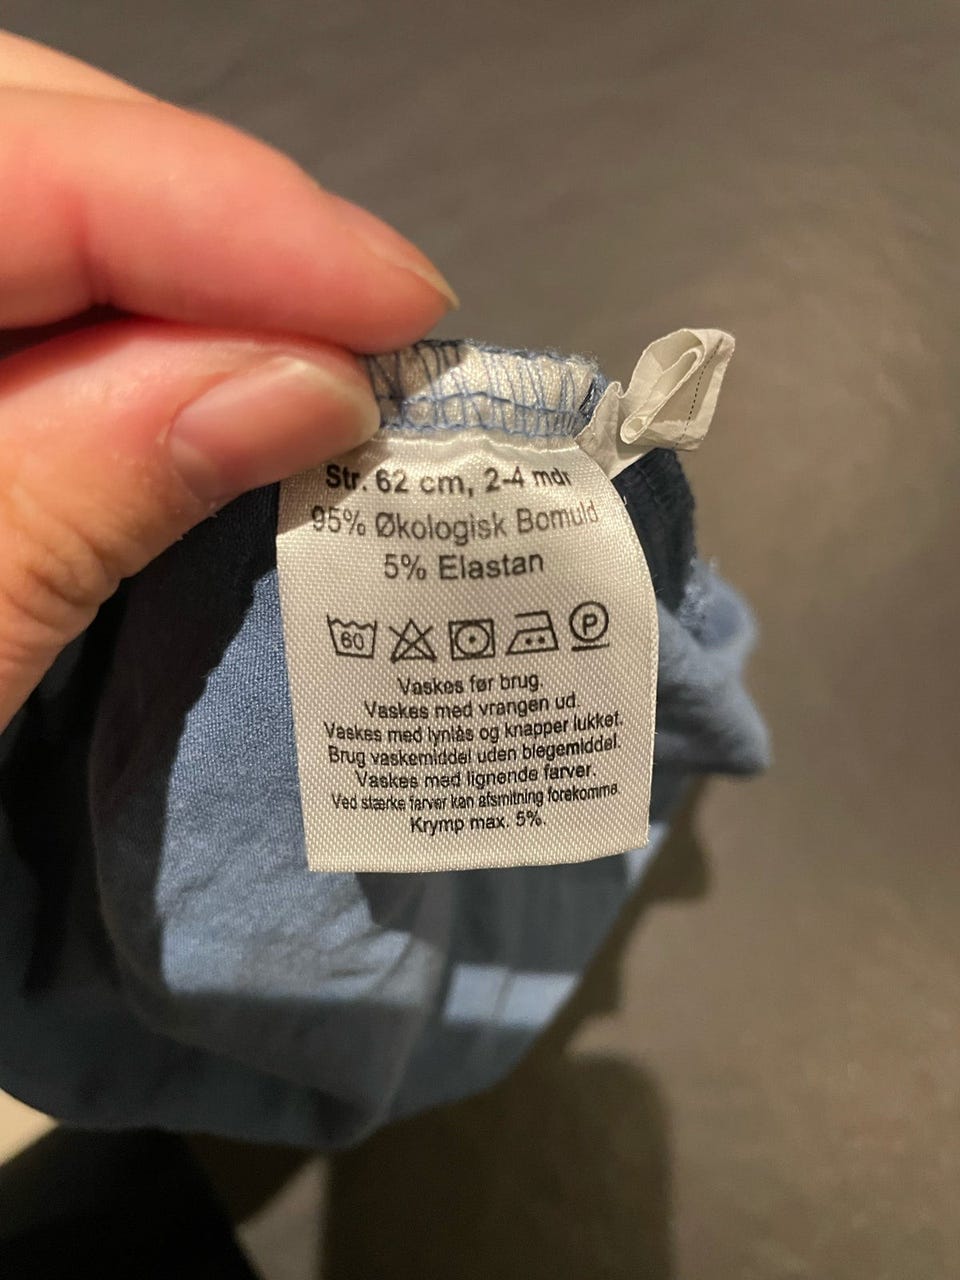 Str. 62 cm, 2-4 mdr
95% Økologisk Bomuld
5% Elastan
60 P
Vaskes før brug.
Vaskes med vrangen ud.
Vaskes med lynlås og knapper lukket.
Brug vaskemiddel uden blegemiddel.
Vaskes med lignende farver.
Ved stærke farver kan afsmitning forekomme.
Krymp max. 5%.